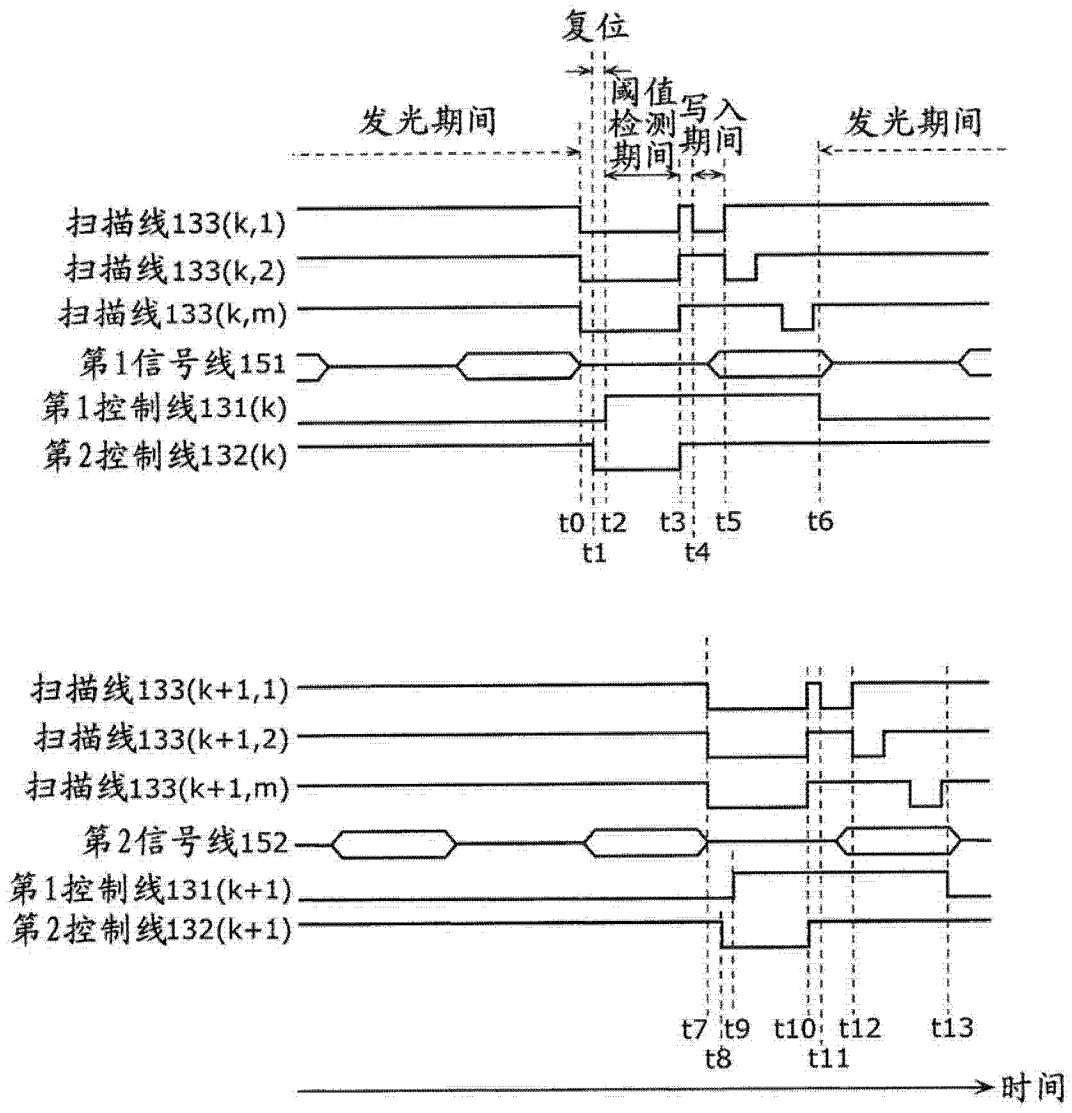 复位
阈值
检测
期间
写入
期间
发光期间
发光期间
扫描线133(k,1)
扫描线133(k,2)
扫描线133(k,m)
第1信号线151
第1控制线131(k)
第2控制线132(k)
t0 t2 t3 t5 t6
t1 t4
扫描线133(k+1,1)
扫描线133(k+1,2)
扫描线133(k+1,m)
第2信号线152
第1控制线131(k+1)
第2控制线132(k+1)
t7 t9 t10 t12 t13
t8 t11
时间